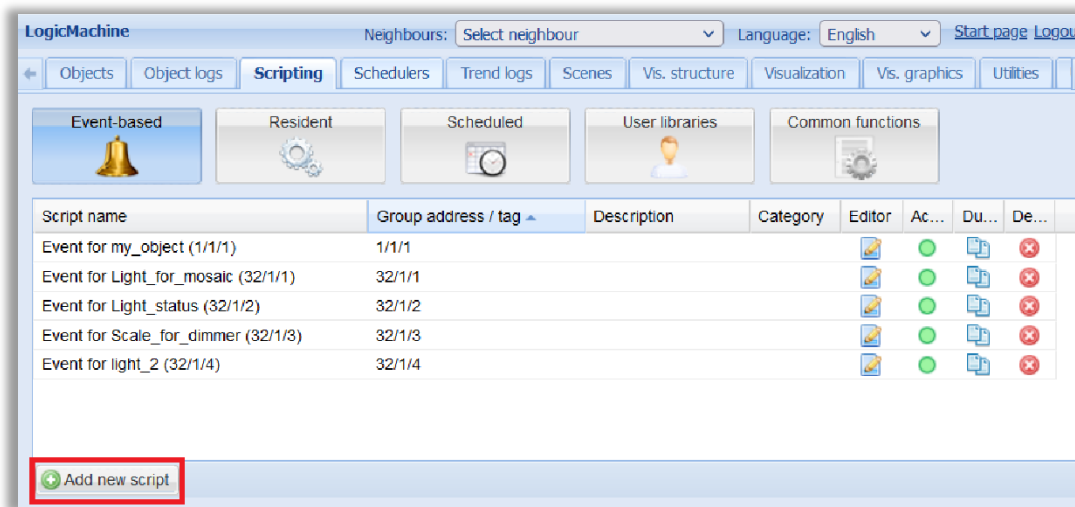 LogicMachine Neighbours: Select neighbour Language: English Start page Logou
Objects Object logs Scripting Schedulers Trend logs Scenes Vis. structure Visualization Vis. graphics Utilities
Event-based Resident Scheduled User libraries Common functions
Script name Group address / tag Description Category Editor Ac... Du... De...
Event for my_object (1/1/1) 1/1/1
Event for Light_for_mosaic (32/1/1) 32/1/1
Event for Light_status (32/1/2) 32/1/2
Event for Scale_for_dimmer (32/1/3) 32/1/3
Event for light_2 (32/1/4) 32/1/4
Add new script